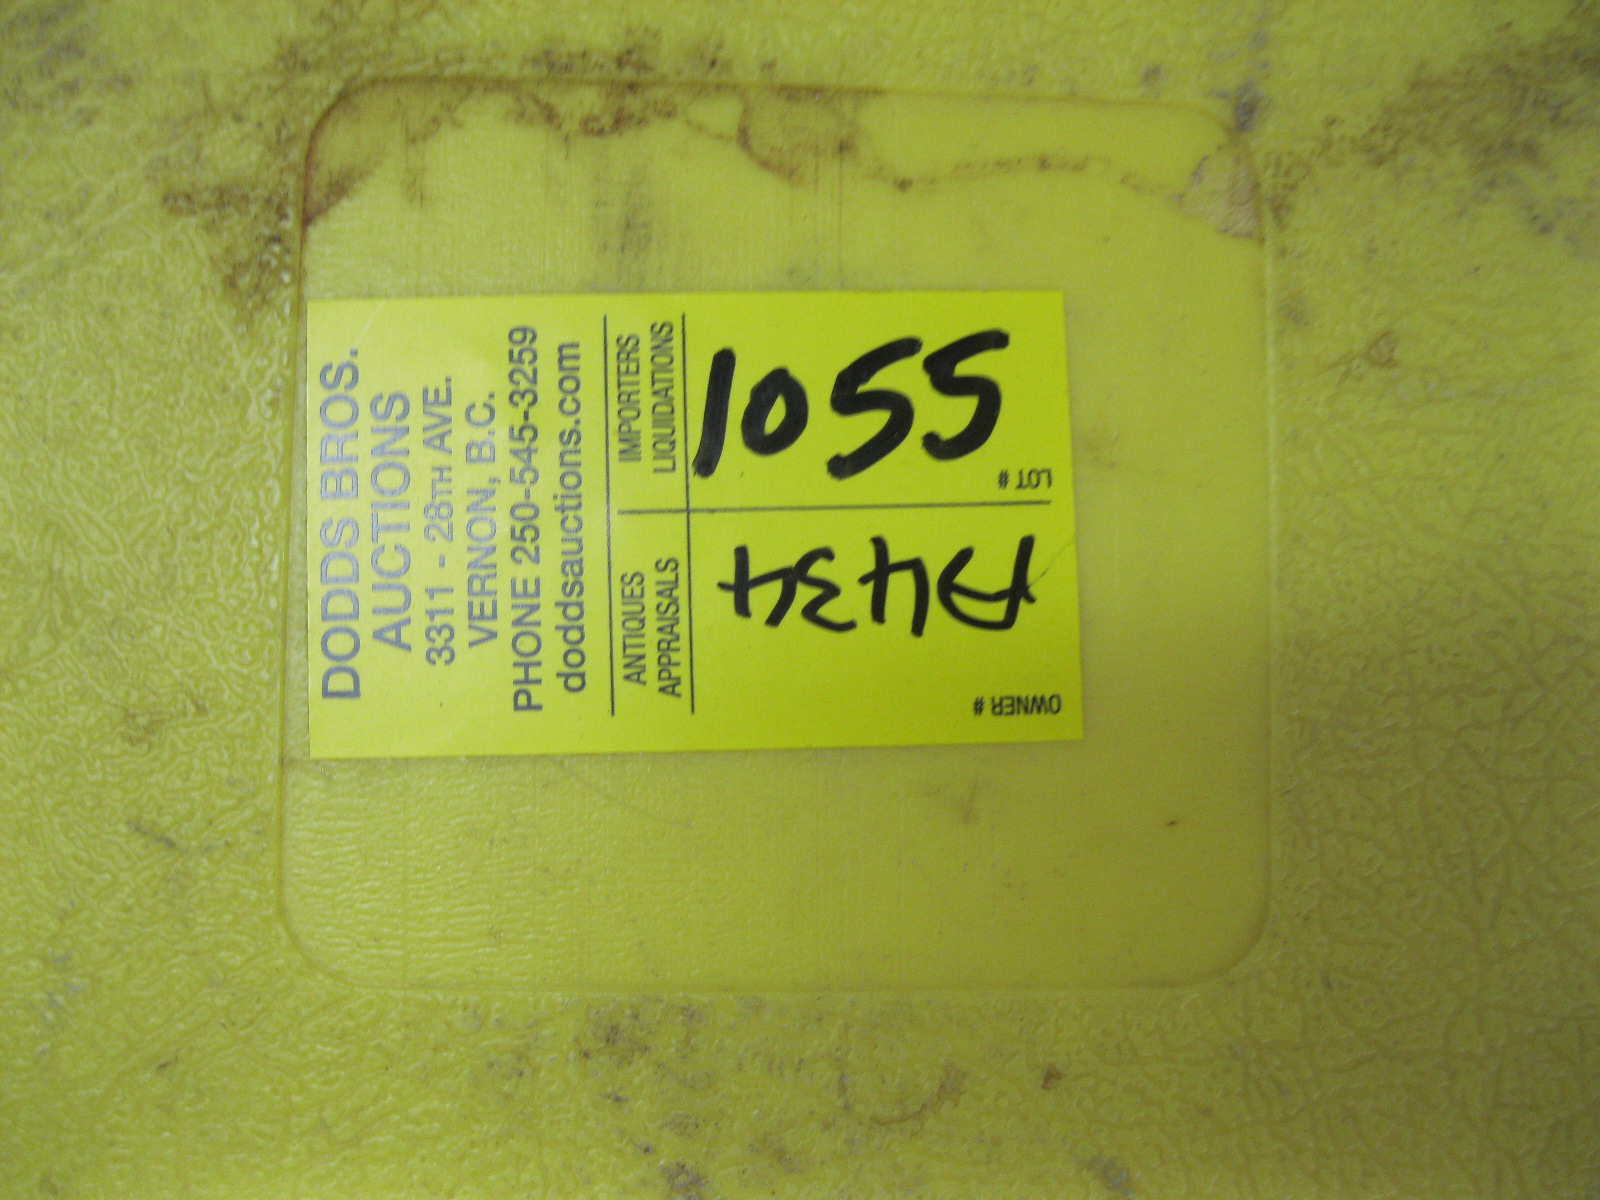 DODDS BROS.
AUCTIONS
3311 - 28TH AVE.
VERNON, B.C.
PHONE 250-545-3259
doddsauctions.com
ANTIQUES IMPORTERS
APPRAISALS LIQUIDATIONS
OWNER #
A434
LOT #
1055